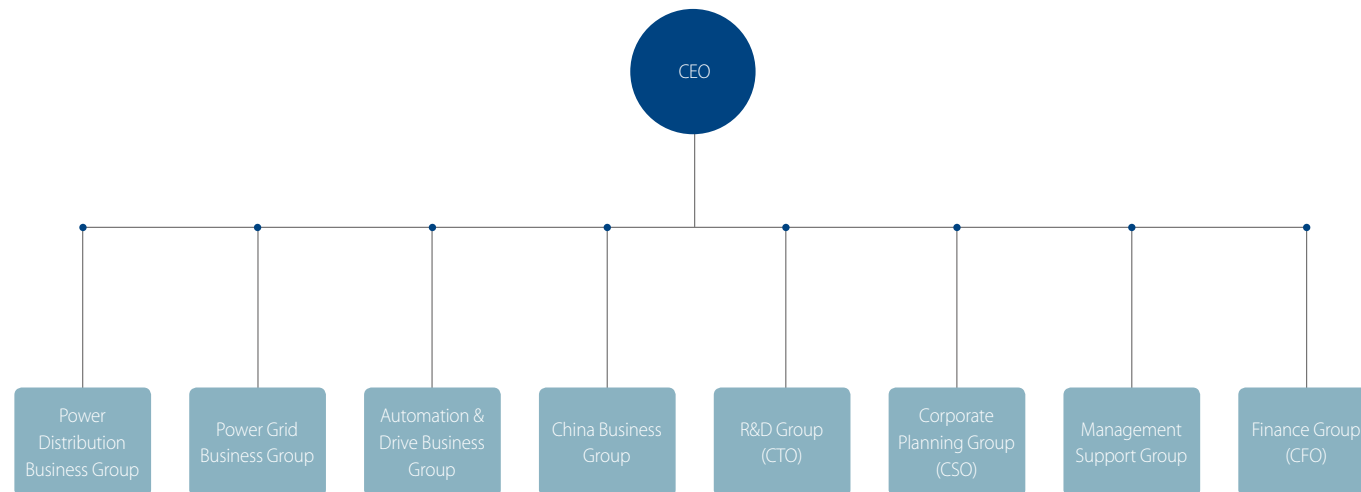 CEO
Power
Distribution
Business Group
Power Grid
Business Group
Automation &
Drive Business
Group
China Business
Group
R&D Group
(CTO)
Corporate
Planning Group
(CSO)
Management
Support Group
Finance Group
(CFO)